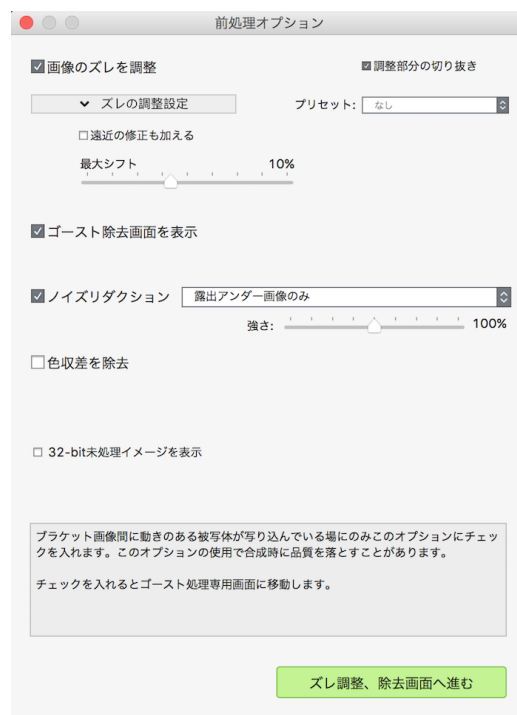 前処理オプション
画像のズレを調整
調整部分の切り抜き
ズレの調整設定
プリセット: なし
遠近の修正も加える
最大シフト 10%
ゴースト除去画面を表示
ノイズリダクション 露出アンダー画像のみ
強さ: 100%
色収差を除去
32-bit未処理イメージを表示
ブラケット画像間に動きのある被写体が写り込んでいる場にのみこのオプションにチェッ
クを入れます。このオプションの使用で合成時に品質を落とすことがあります。
チェックを入れるとゴースト処理専用画面に移動します。
ズレ調整、除去画面へ進む